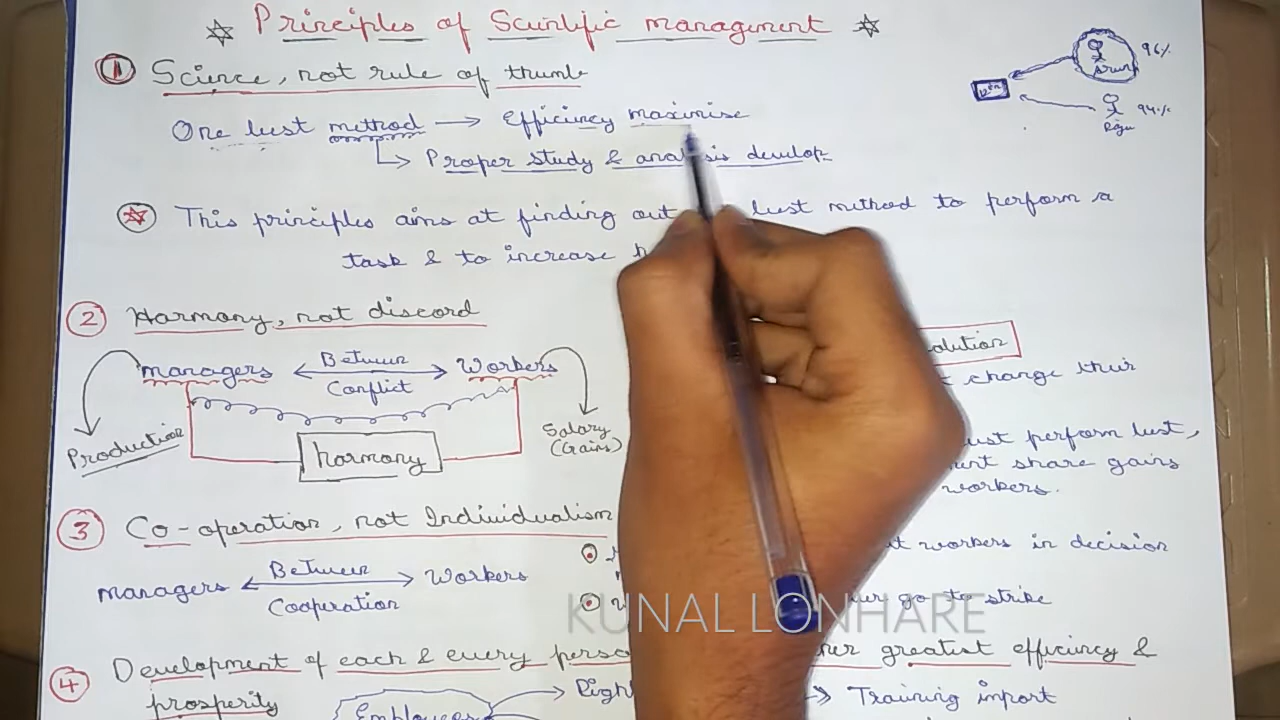 Principles of Scientific management
① Science, not rule of thumb
96%
Arun
94%
Raju
One best method → Efficiency maximise
Proper study & analysis develop
This principles aims at finding out best method to perform a
task & to increase
② Harmony, not discord
managers Between Workers
Conflict
Production
harmony
Salary
(Gains)
change their
perform best,
share gains
workers.
③ Co-operation, not Individualism
managers Between Workers
Cooperation
workers in decision
go to strike
KUNAL LONHARE
④ Development of each & every greatest efficiency &
prosperity
Employees
Training import